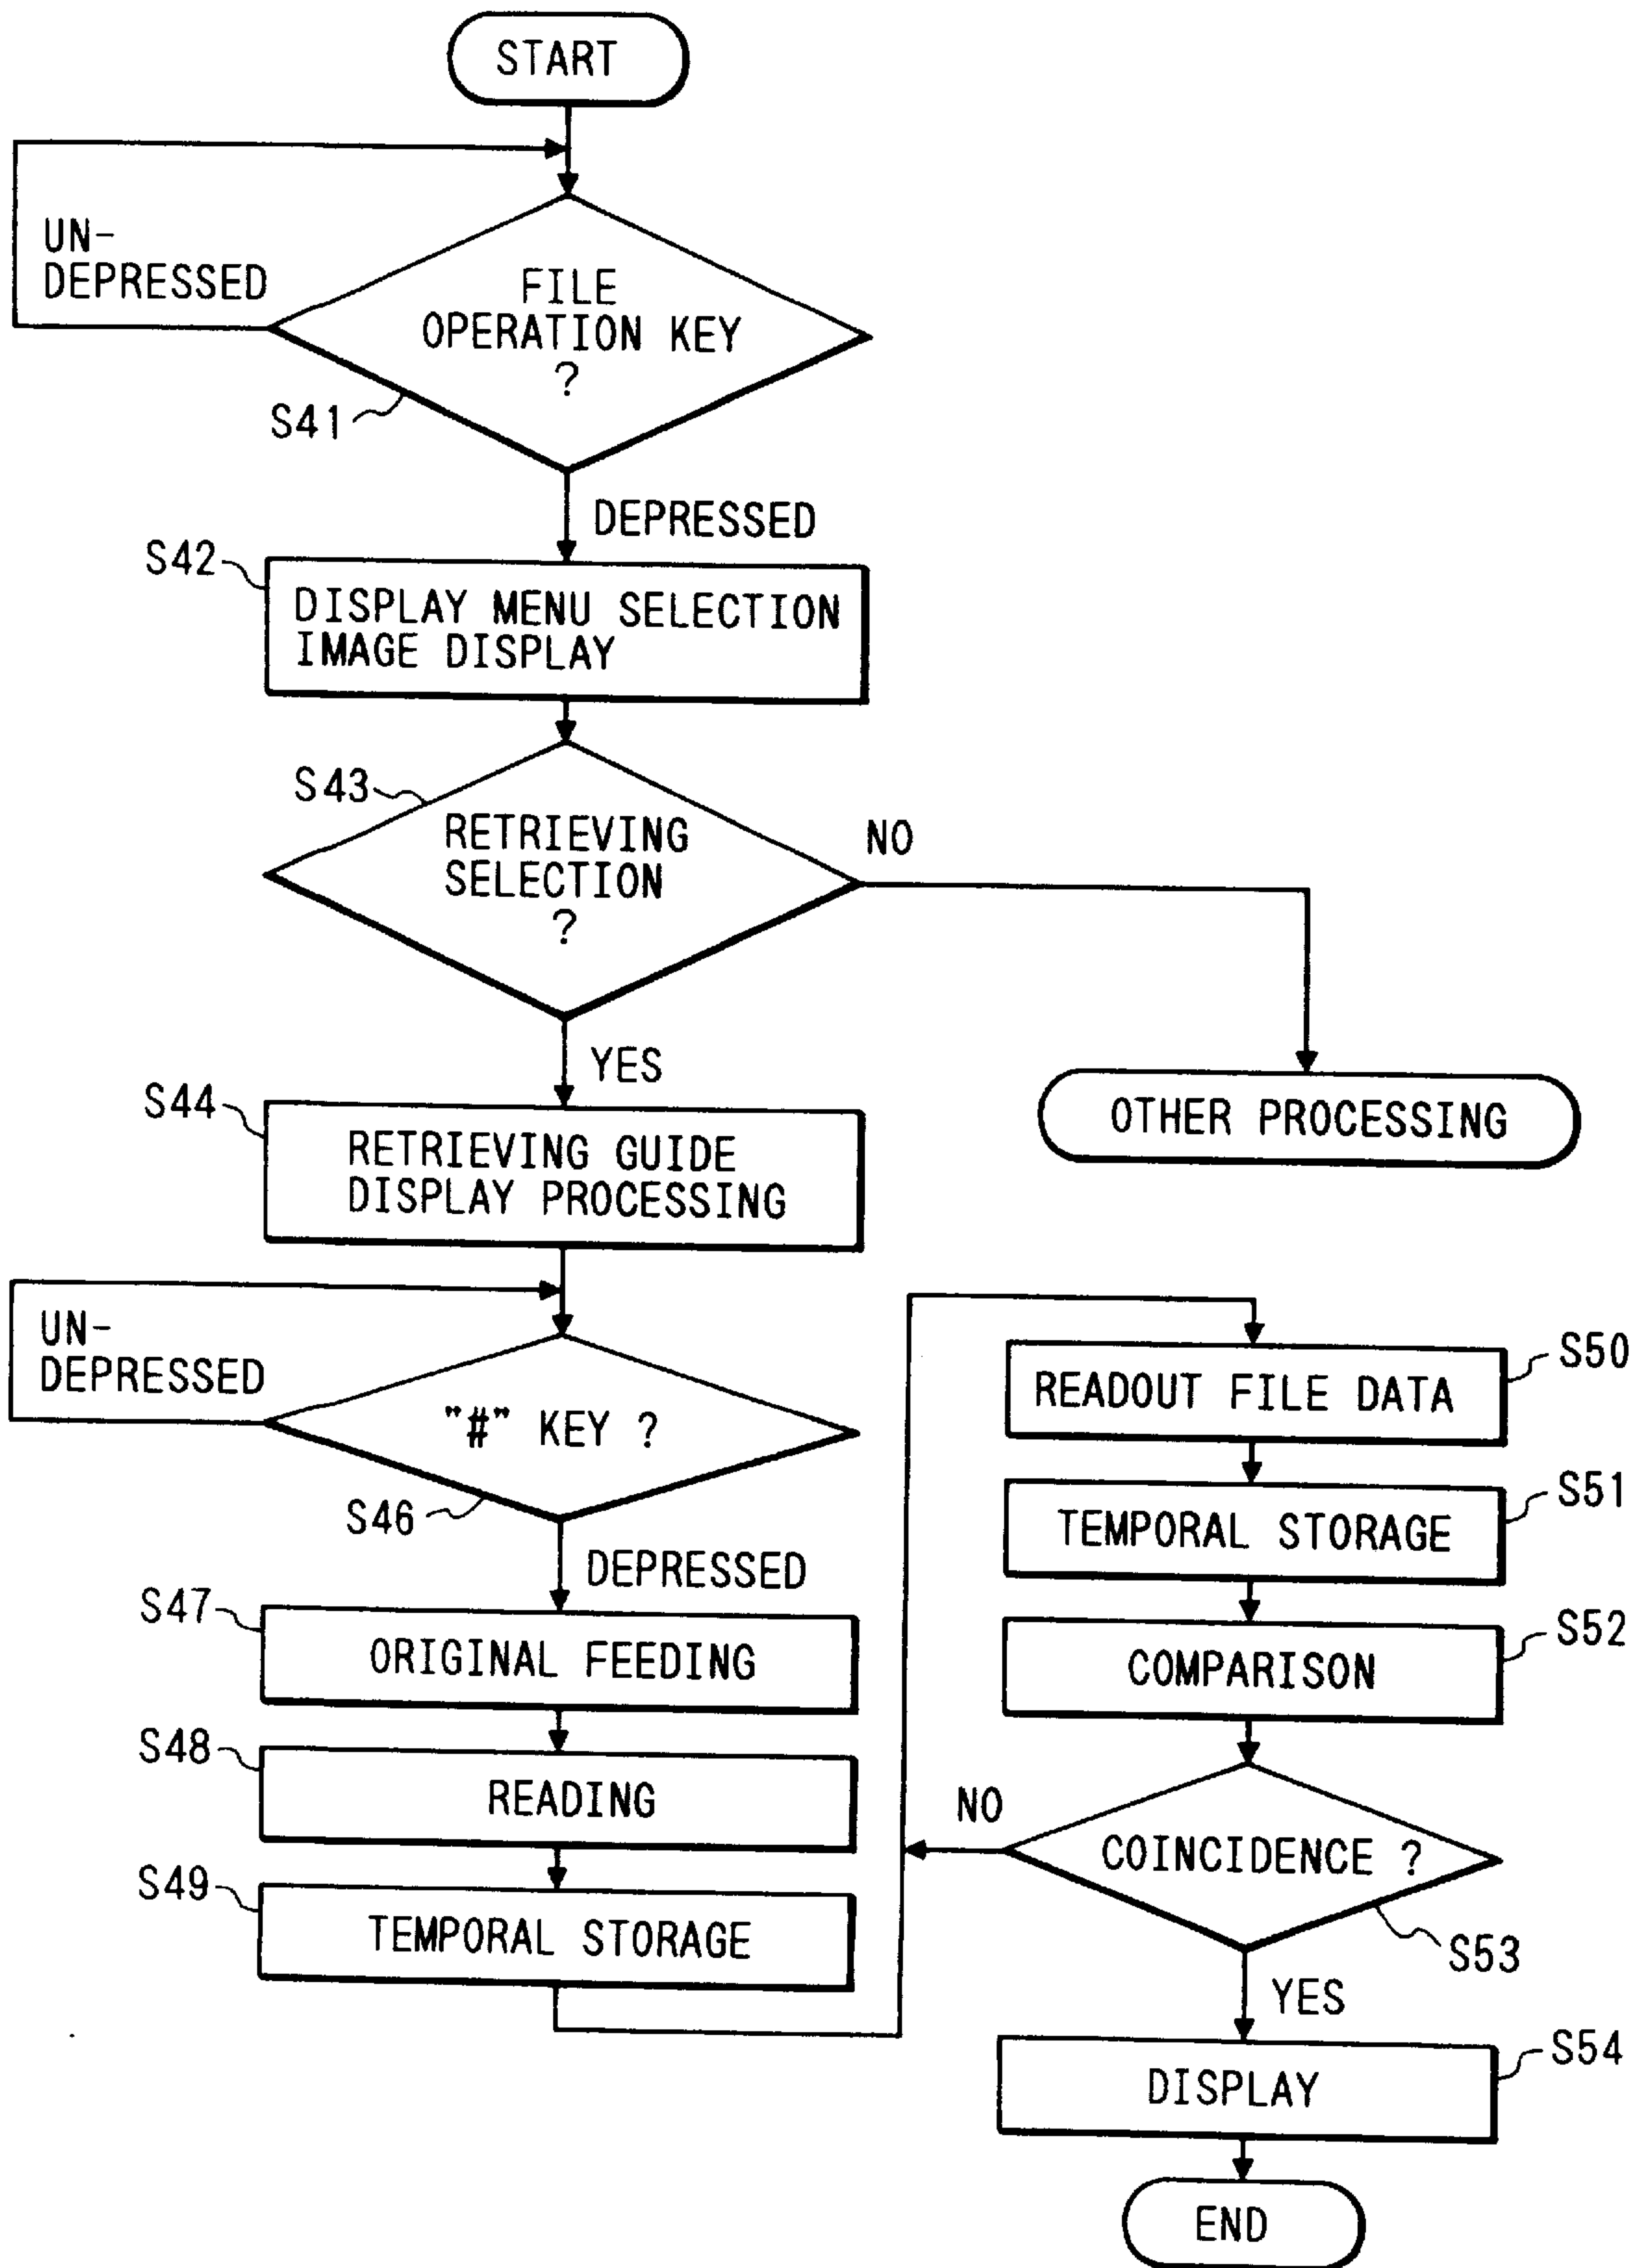 START
UN-
DEPRESSED
FILE
OPERATION KEY
?
S41
DEPRESSED
S42
DISPLAY MENU SELECTION
IMAGE DISPLAY
S43
RETRIEVING
SELECTION
?
NO
YES
OTHER PROCESSING
S44
RETRIEVING GUIDE
DISPLAY PROCESSING
UN-
DEPRESSED
"#" KEY ?
S46
DEPRESSED
S47
ORIGINAL FEEDING
S48
READING
S49
TEMPORAL STORAGE
S50
READOUT FILE DATA
S51
TEMPORAL STORAGE
S52
COMPARISON
NO
COINCIDENCE ?
S53
YES
S54
DISPLAY
END